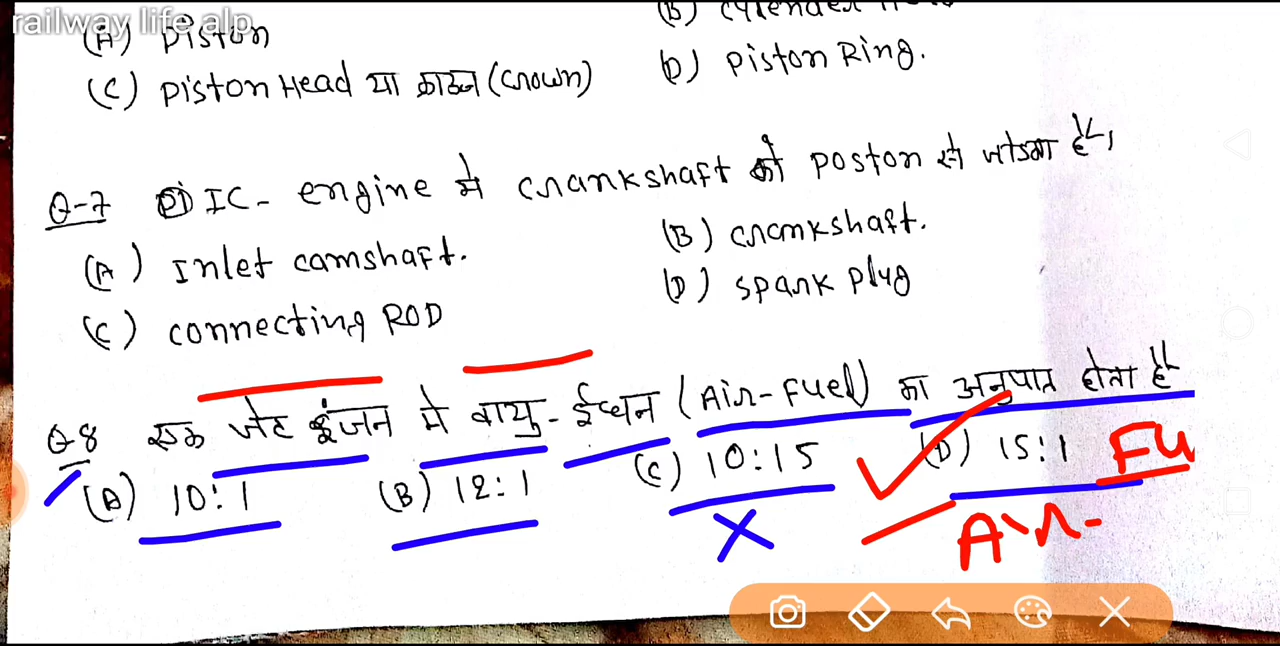 railway life alp
(A) Piston
(C) Piston Head या क्राउन (Crown)
(D) Piston Ring.
Q-7 IC- engine मे crankshaft को Poston से जोडता है,
(A) Inlet camshaft.
(B) crankshaft.
(C) connecting ROD
(D) spark plug
Q-8 एक जेट इंजन मे वायु-ईंधन (Air-Fuel) का अनुपात होता है
(A) 10:1
(B) 12:1
(C) 10:15
(D) 15:1
Fu
Air-